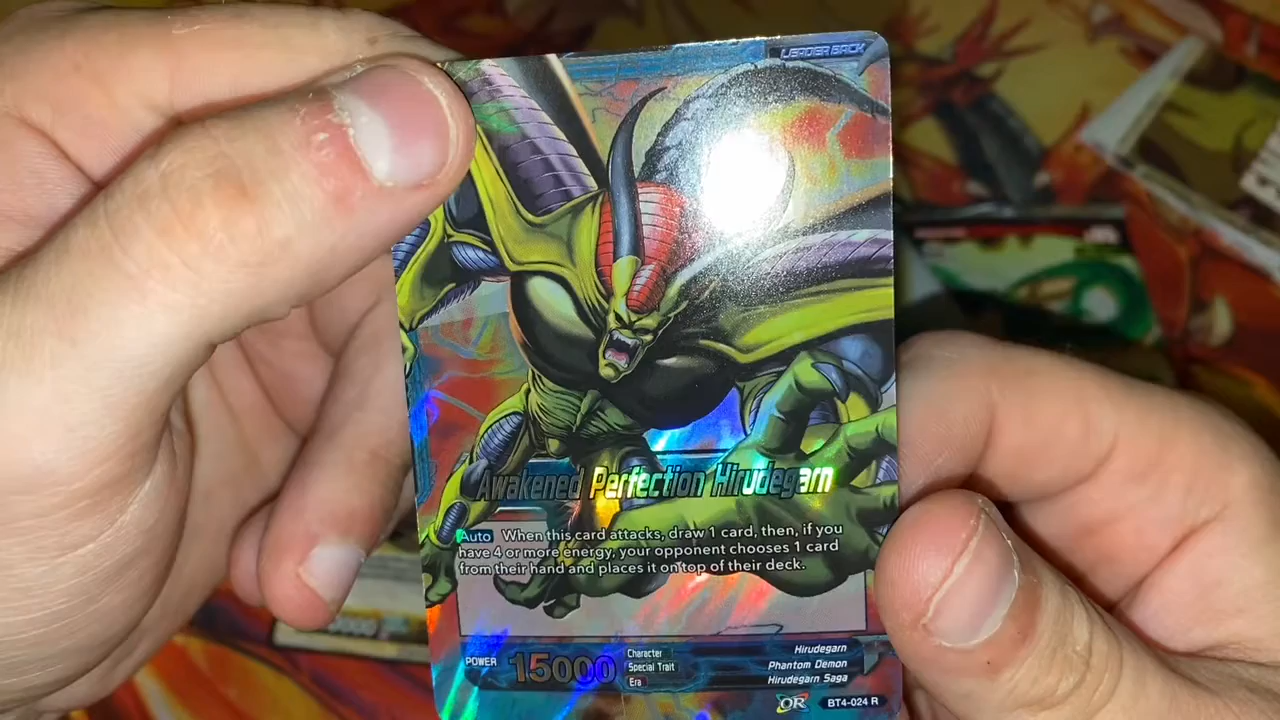 LEADER BACK
Awakened Perfection Hirudegarn
Auto When this card attacks, draw 1 card, then, if you
have 4 or more energy, your opponent chooses 1 card
from their hand and places it on top of their deck.
POWER 15000
Character Hirudegarn
Special Trait Phantom Demon
Era Hirudegarn Saga
OR BT4-024 R